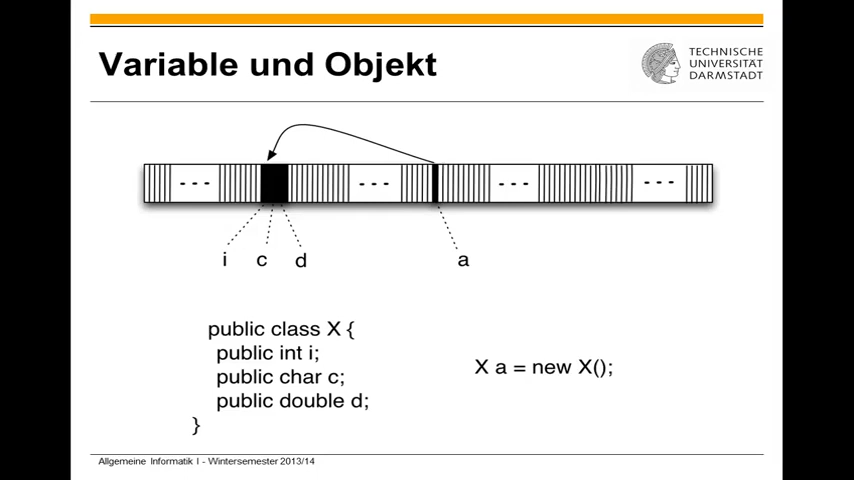 Variable und Objekt
TECHNISCHE
UNIVERSITÄT
DARMSTADT
i c d a
public class X {
public int i;
public char c;
public double d;
}
X a = new X();
Allgemeine Informatik I - Wintersemester 2013/14